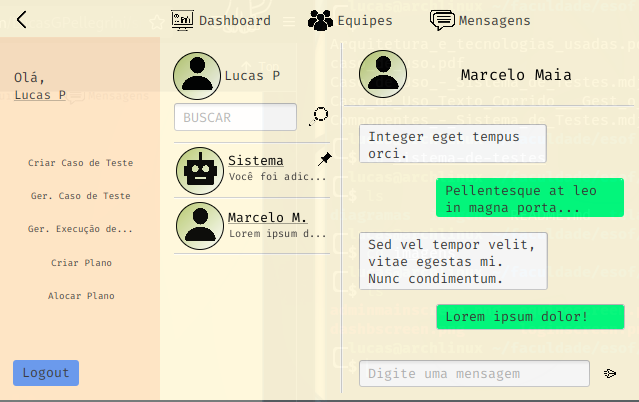 Dashboard
Equipes
Mensagens
Olá,
Lucas P
Criar Caso de Teste
Ger. Caso de Teste
Ger. Execução de...
Criar Plano
Alocar Plano
Logout
Lucas P
BUSCAR
Sistema
Você foi adic...
Marcelo M.
Lorem ipsum d...
Marcelo Maia
Integer eget tempus
orci.
Pellentesque at leo
in magna porta...
Sed vel tempor velit,
vitae egestas mi.
Nunc condimentum.
Lorem ipsum dolor!
Digite uma mensagem